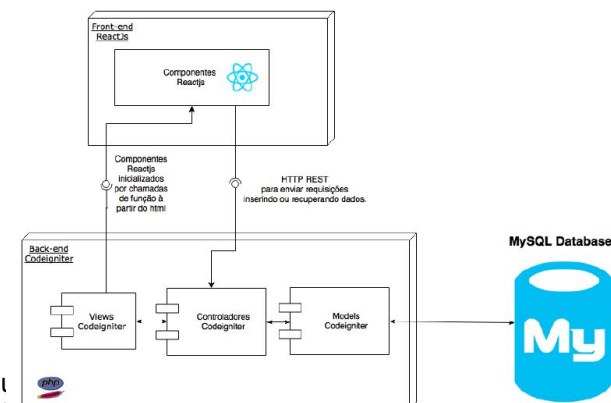 Front-end
ReactJs
Componentes
Reactjs
Componentes
Reactjs
inicializados
por chamadas
de função à
partir do html
HTTP REST
para enviar requisições
inserindo ou recuperando dados.
Back-end
Codeigniter
MySQL Database
Views
Codeigniter
Controladores
Codeigniter
Models
Codeigniter
My
php